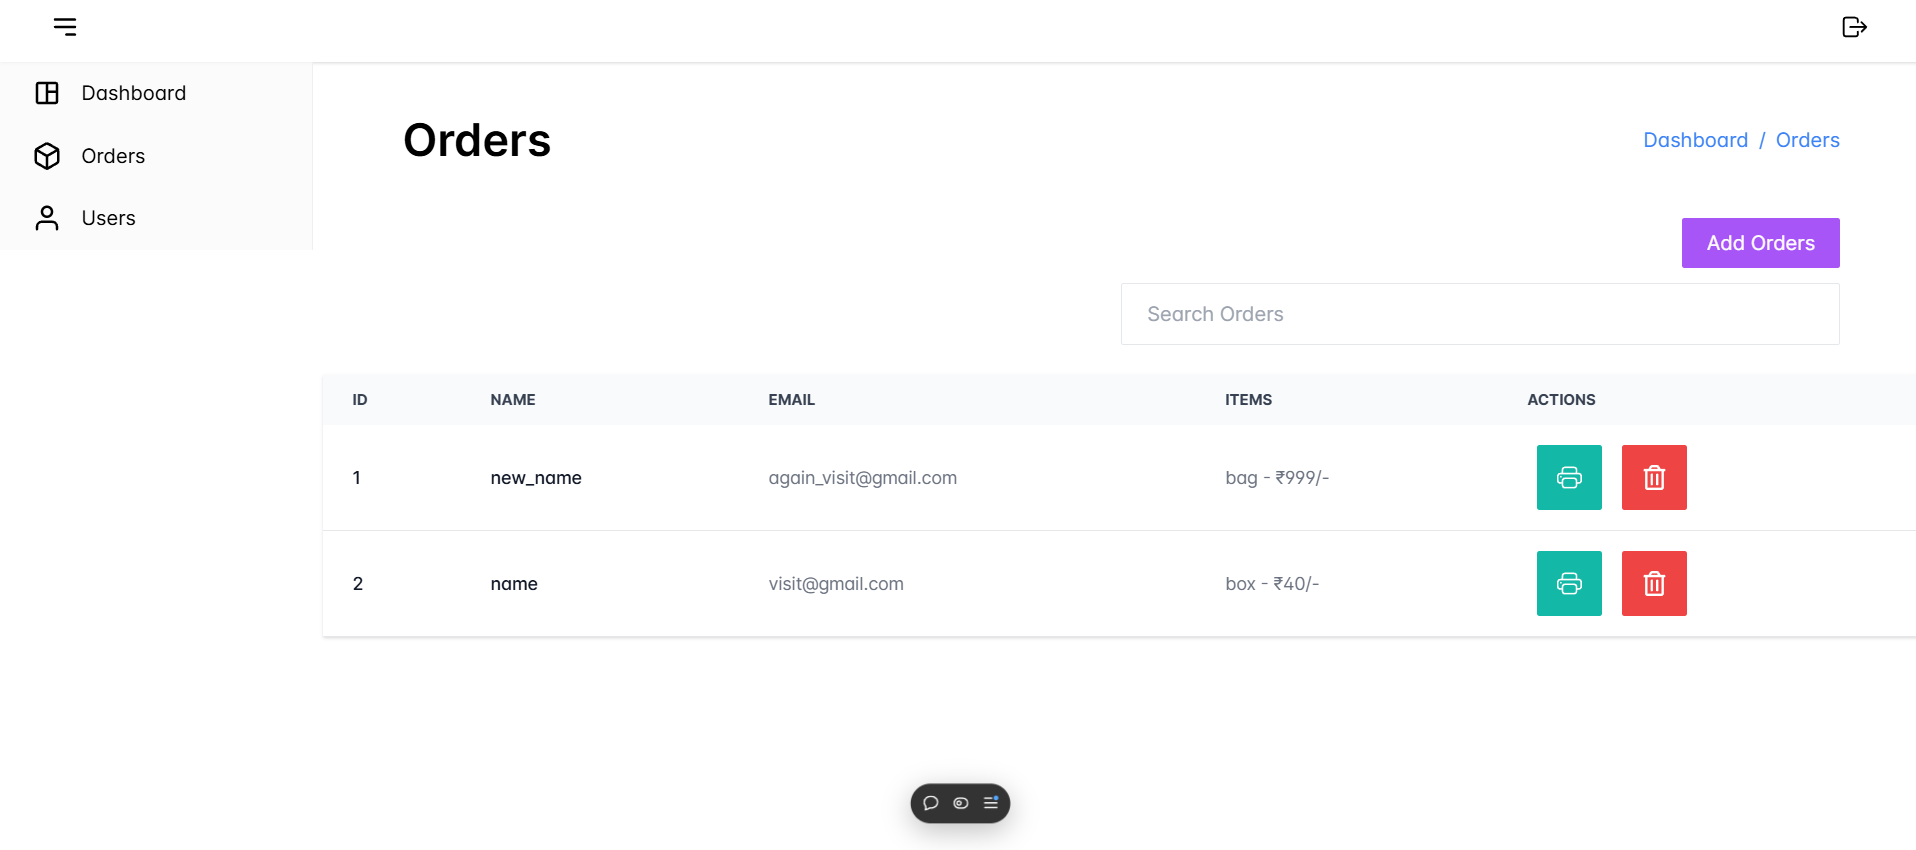 Dashboard
Orders
Users
Orders
Dashboard / Orders
Add Orders
Search Orders
ID NAME EMAIL ITEMS ACTIONS
1 new_name again_visit@gmail.com bag - ₹999/-
2 name visit@gmail.com box - ₹40/-